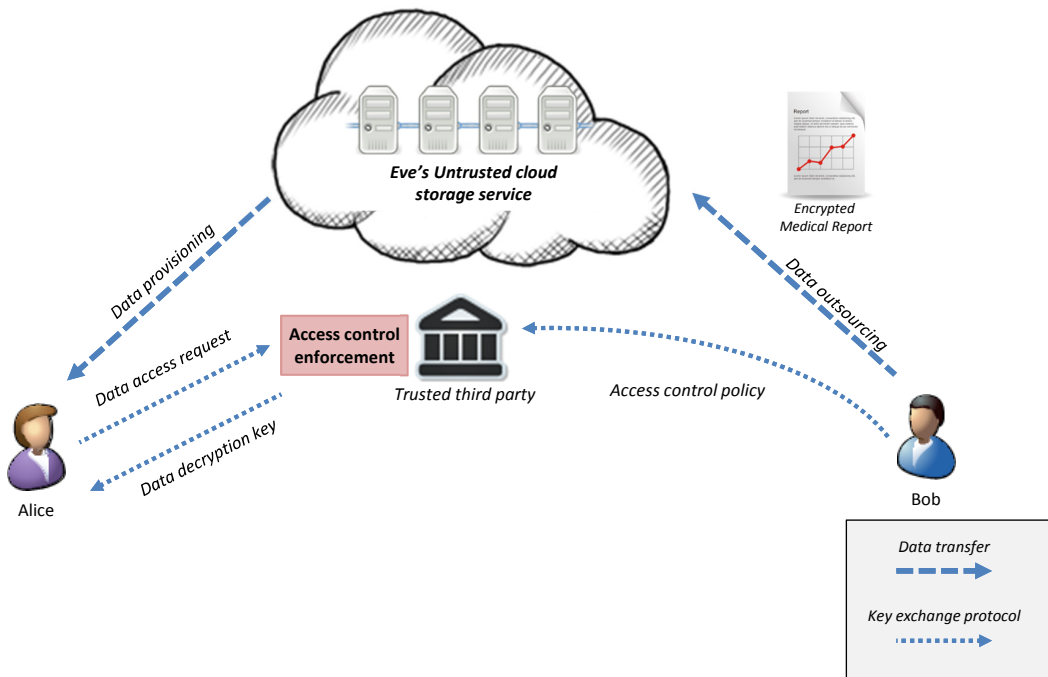 Eve's Untrusted cloud
storage service
Report
Encrypted
Medical Report
Data provisioning
Data outsourcing
Data access request
Access control
enforcement
Trusted third party
Access control policy
Data decryption key
Alice
Bob
Data transfer
Key exchange protocol